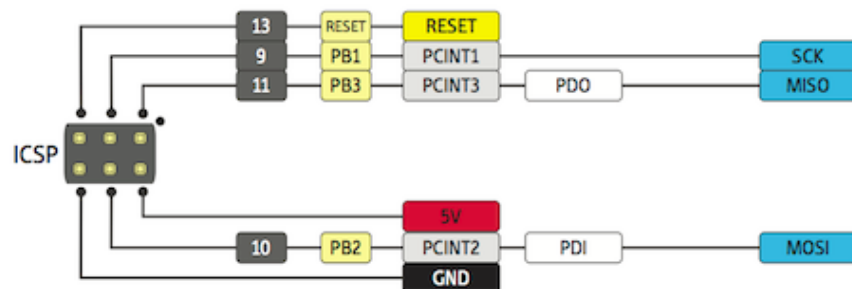 13 RESET RESET
9 PB1 PCINT1 SCK
11 PB3 PCINT3 PDO MISO
ICSP
5V
10 PB2 PCINT2 PDI MOSI
GND